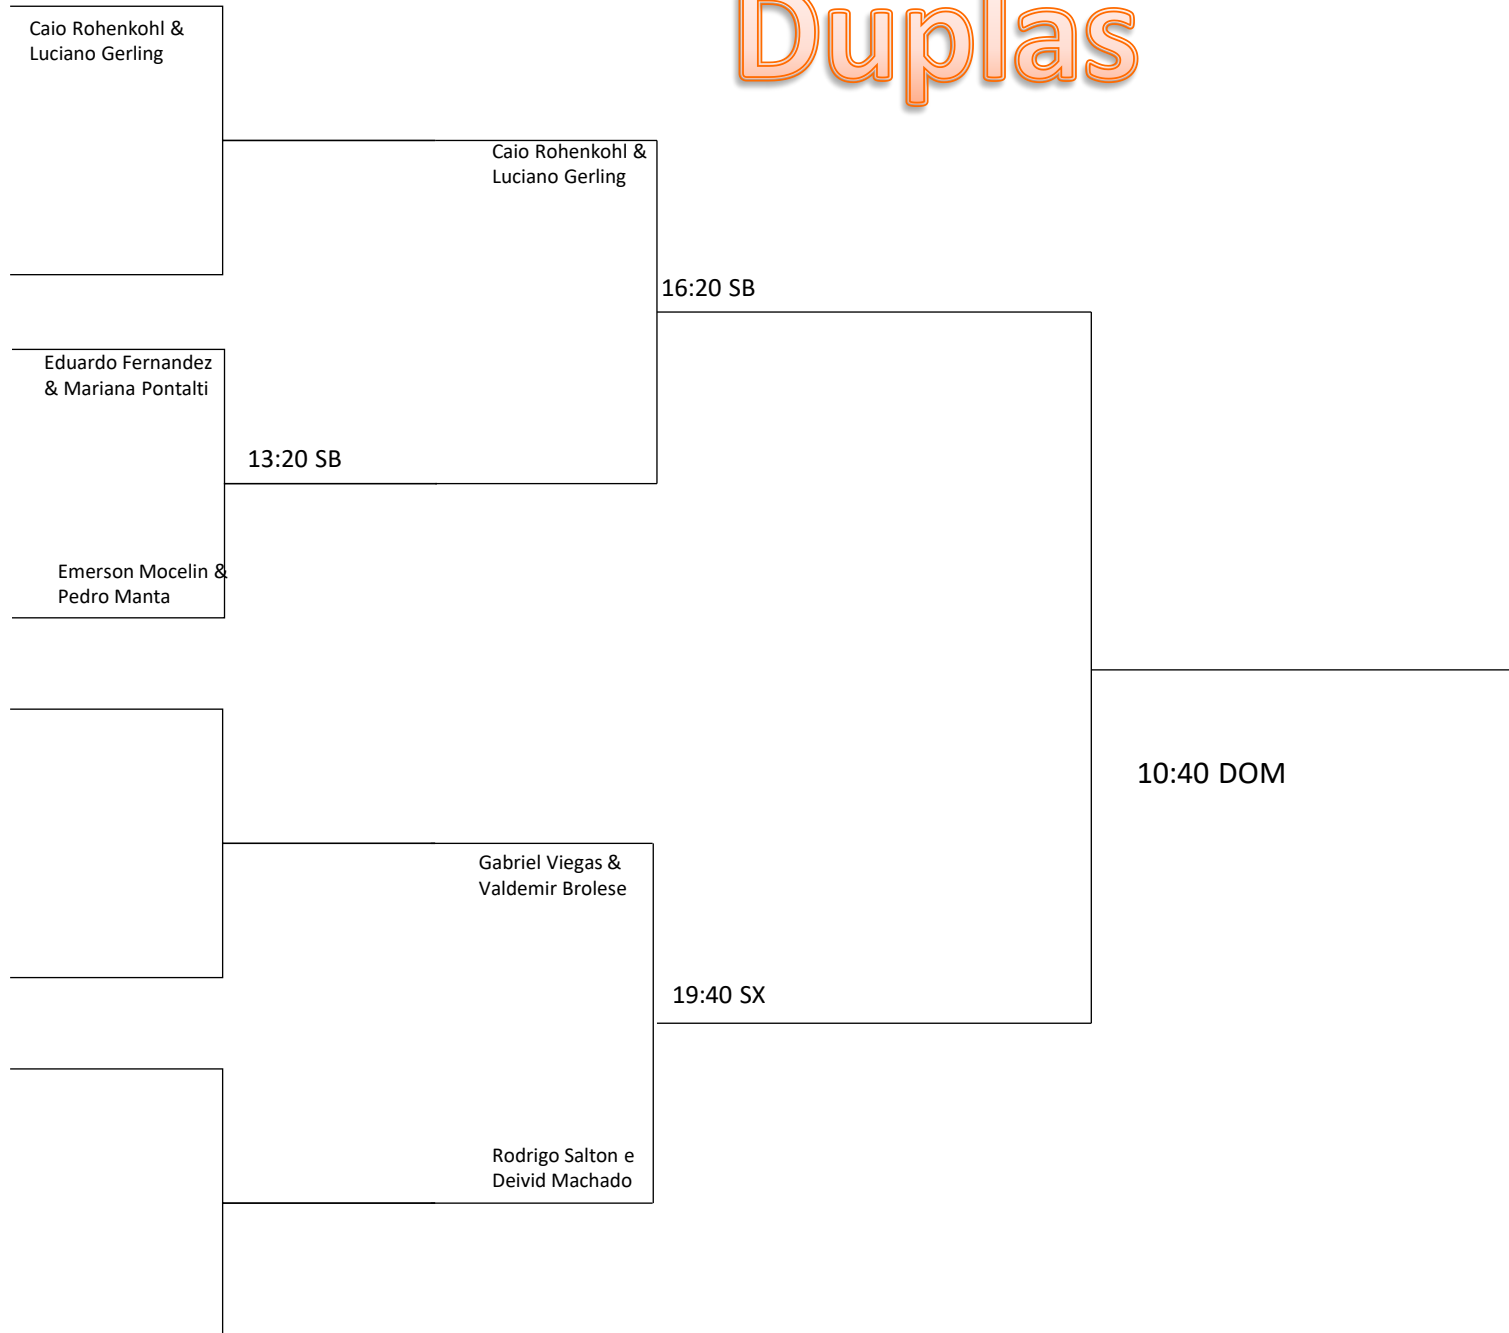 Duplas
Caio Rohenkohl &
Luciano Gerling
Caio Rohenkohl &
Luciano Gerling
16:20 SB
Eduardo Fernandez
& Mariana Pontalti
13:20 SB
Emerson Mocelin &
Pedro Manta
10:40 DOM
Gabriel Viegas &
Valdemir Brolese
19:40 SX
Rodrigo Salton e
Deivid Machado